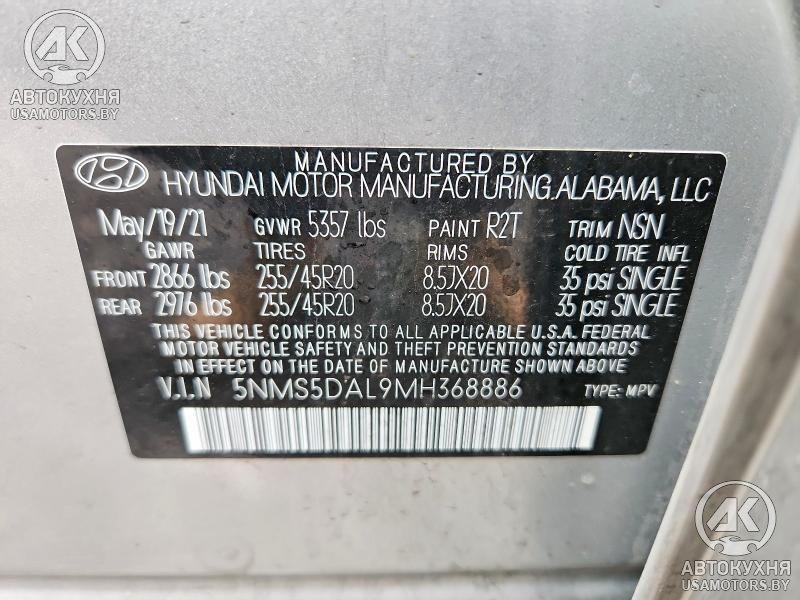 AK
АВТОКУХНЯ
USAMOTORS.BY
MANUFACTURED BY
HYUNDAI MOTOR MANUFACTURING.ALABAMA, LLC
May/19/21 GVWR 5357 lbs PAINT R2T TRIM NSN
GAWR TIRES RIMS COLD TIRE INFL
FRONT 2866 lbs 255/45R20 8.5JX20 35 psi SINGLE
REAR 2976 lbs 255/45R20 8.5JX20 35 psi SINGLE
THIS VEHICLE CONFORMS TO ALL APPLICABLE U.S.A. FEDERAL
MOTOR VEHICLE SAFETY AND THEFT PREVENTION STANDARDS
IN EFFECT ON THE DATE OF MANUFACTURE SHOWN ABOVE.
V.I.N 5NMS5DAL9MH368886 TYPE: MPV
AK
АВТОКУХНЯ
USAMOTORS.BY